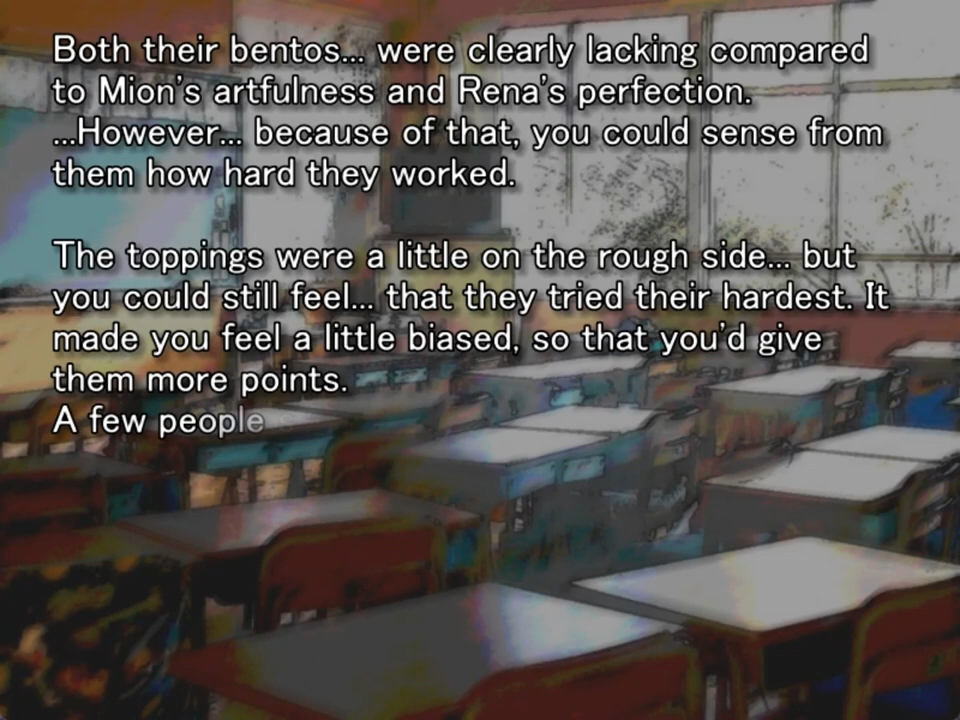 Both their bentos... were clearly lacking compared
to Mion's artfulness and Rena's perfection.
...However... because of that, you could sense from
them how hard they worked.
The toppings were a little on the rough side... but
you could still feel... that they tried their hardest. It
made you feel a little biased, so that you'd give
them more points.
A few people